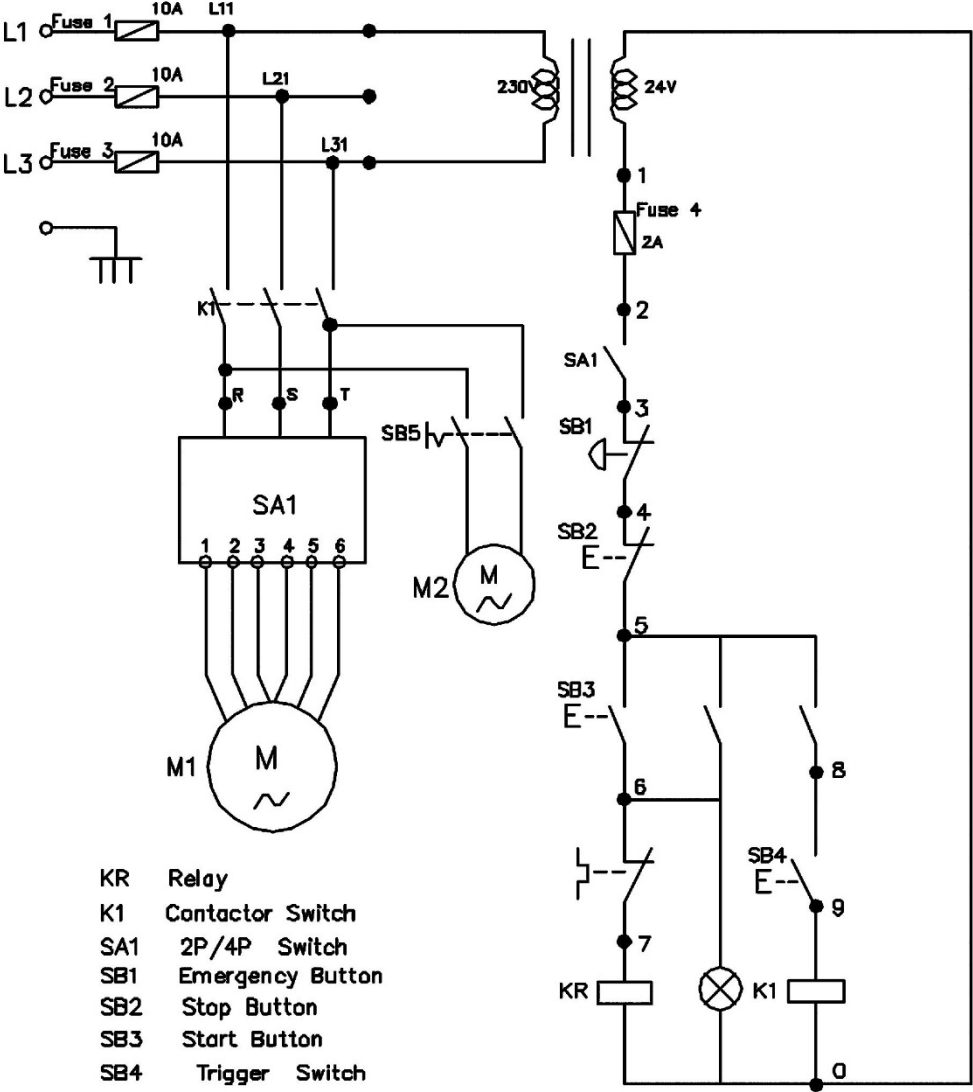 L1 Fuse 1 10A L11
L2 Fuse 2 10A L21
L3 Fuse 3 10A L31
230V 24V
1
Fuse 4
2A
2
K1
SA1
R S T
3
SB5
SB1
SA1
4
SB2
1 2 3 4 5 6
M2 M
5
SB3
M1 M
8
6
SB4
9
7
KR K1
0
KR Relay
K1 Contactor Switch
SA1 2P/4P Switch
SB1 Emergency Button
SB2 Stop Button
SB3 Start Button
SB4 Trigger Switch